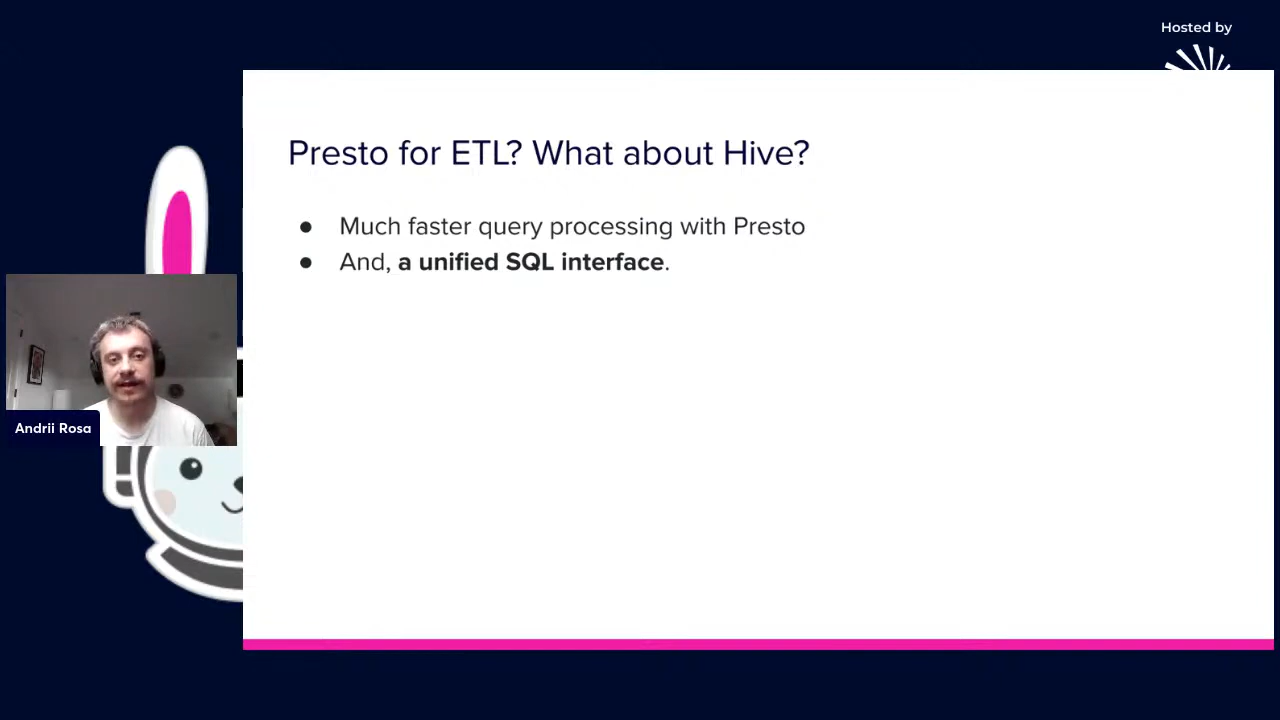 Hosted by
Presto for ETL? What about Hive?
● Much faster query processing with Presto
● And, a unified SQL interface.
Andrii Rosa